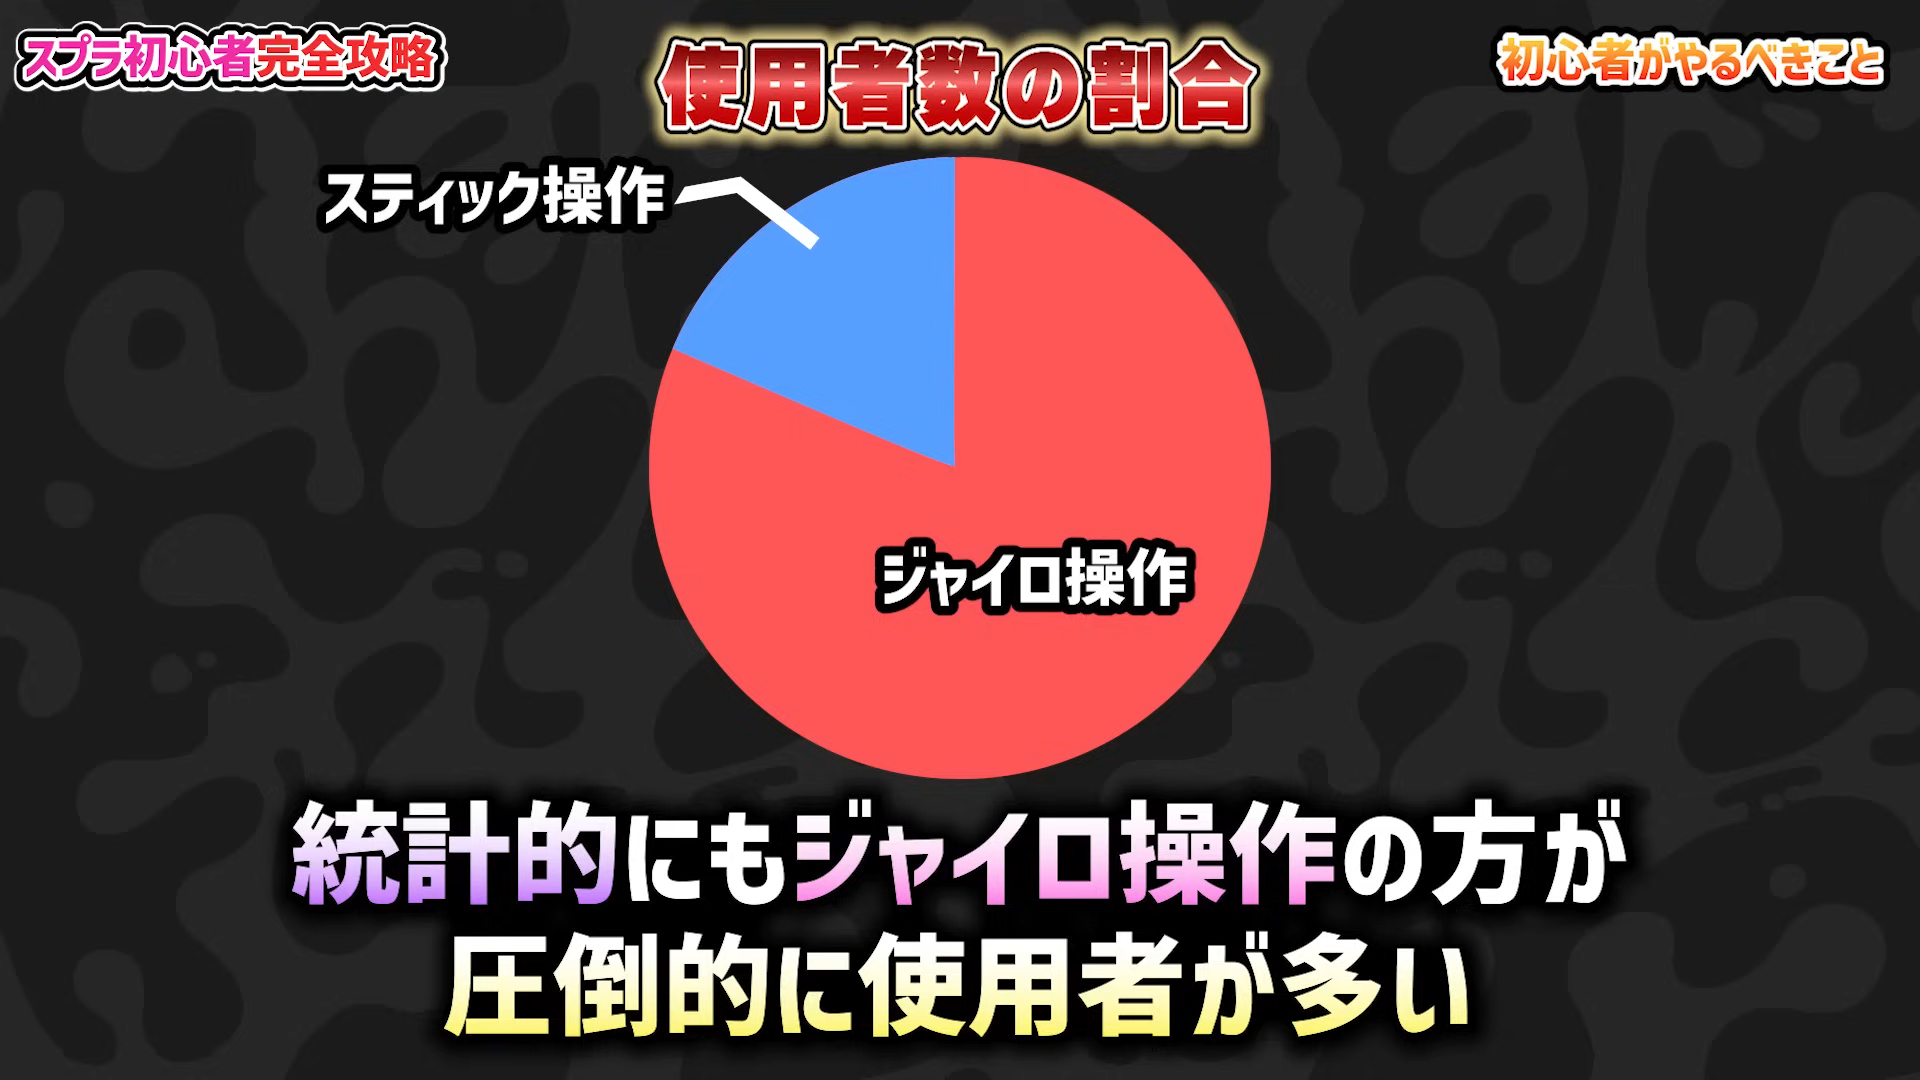 スプラ初心者完全攻略
使用者数の割合
初心者がやるべきこと
スティック操作
ジャイロ操作
統計的にもジャイロ操作の方が
圧倒的に使用者が多い